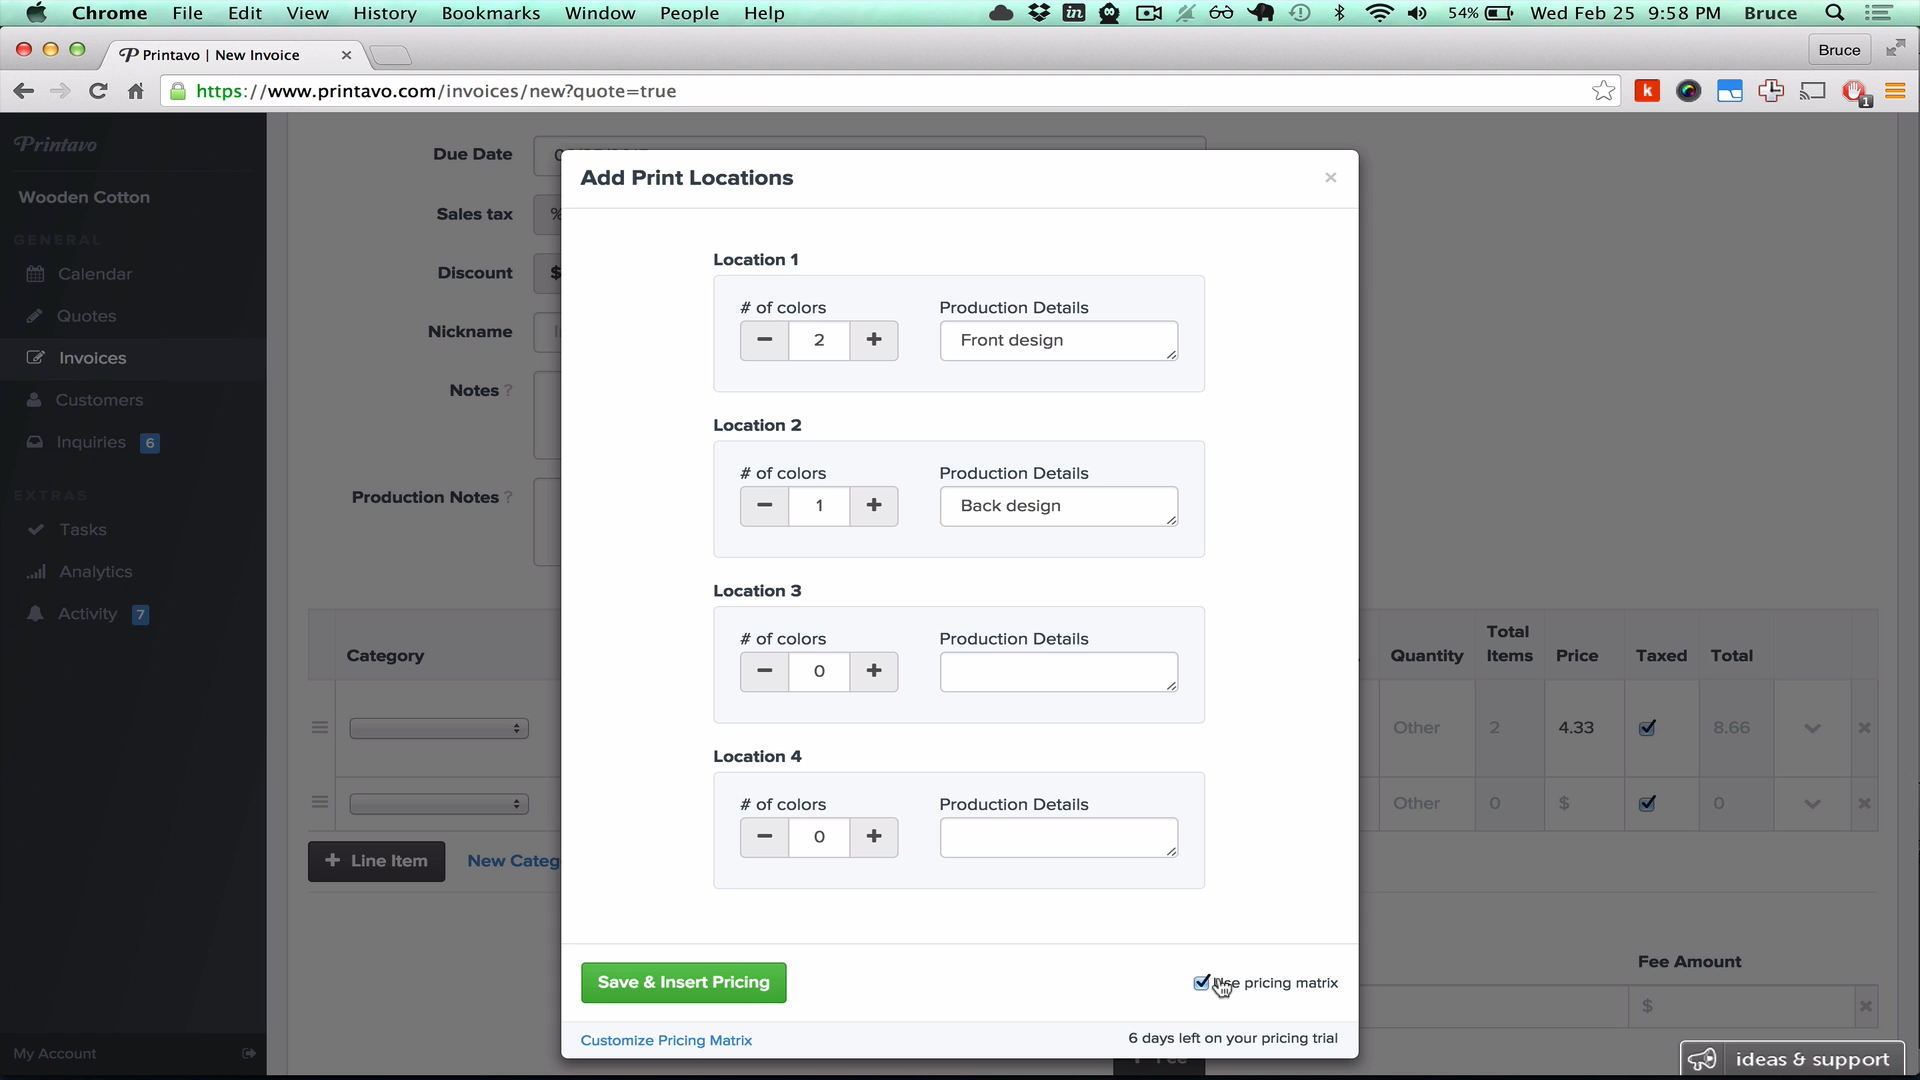 Chrome File Edit View History Bookmarks Window People Help 54% Wed Feb 25 9:58 PM Bruce
Printavo | New Invoice Bruce
https://www.printavo.com/invoices/new?quote=true
Printavo
Wooden Cotton
GENERAL
Calendar
Quotes
Invoices
Customers
Inquiries 6
EXTRAS
Tasks
Analytics
Activity 7
My Account
Due Date
Sales tax %
Discount $
Nickname
Notes ?
Production Notes ?
Add Print Locations
Location 1
# of colors Production Details
2 Front design
Location 2
# of colors Production Details
1 Back design
Location 3
# of colors Production Details
0
Location 4
# of colors Production Details
0
Save & Insert Pricing
pricing matrix
Customize Pricing Matrix
6 days left on your pricing trial
Category Quantity Total Items Price Taxed Total
Other 2 4.33 8.66
Other 0 $ 0
+ Line Item New Categ
Fee Amount
$
ideas & support